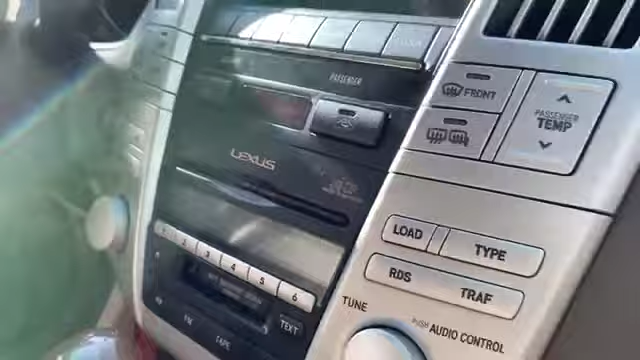 PASSENGER
FRONT
PASSENGER
TEMP
LEXUS
LOAD
TYPE
1 2 3 4 5 6
RDS
TRAF
TUNE
PUSH AUDIO CONTROL
TEXT
FM
TAPE